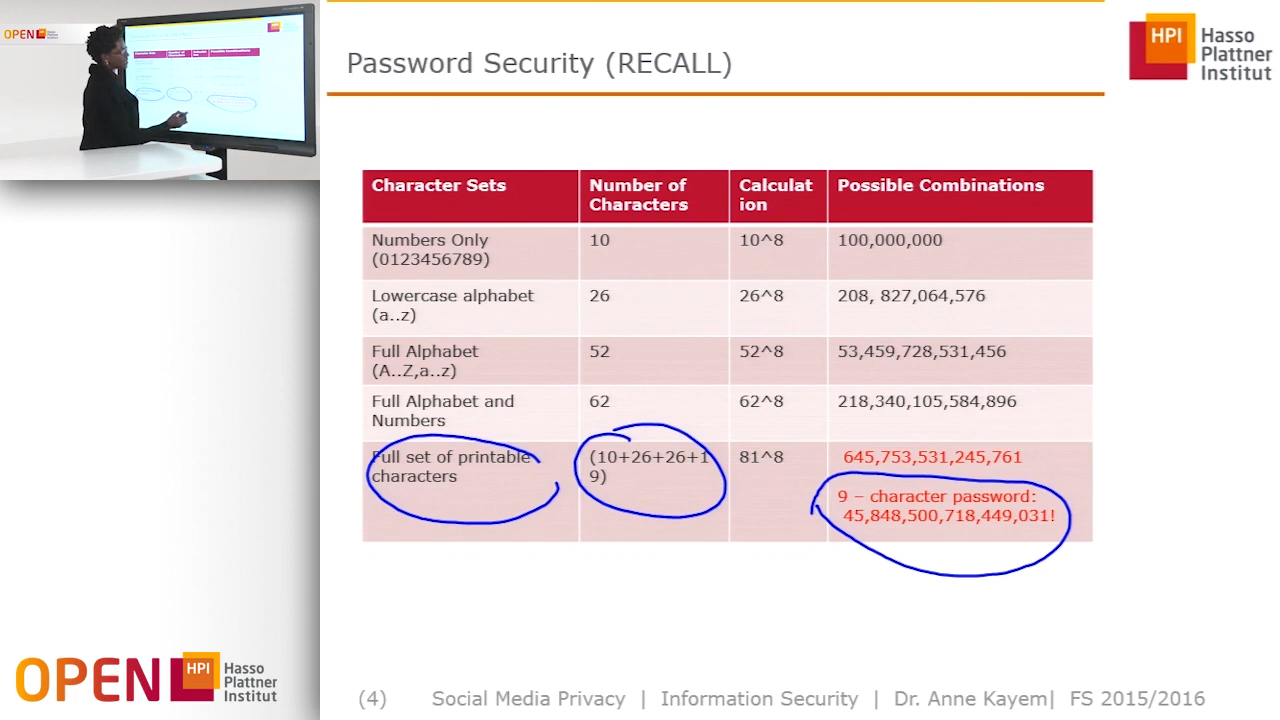 OPEN
Password Security (RECALL)
HPI Hasso
Plattner
Institut
Character Sets
Number of
Characters
Calculat
ion
Possible Combinations
Numbers Only
(0123456789)
10
10^8
100,000,000
Lowercase alphabet
(a..z)
26
26^8
208, 827,064,576
Full Alphabet
(A..Z,a..z)
52
52^8
53,459,728,531,456
Full Alphabet and
Numbers
62
62^8
218,340,105,584,896
Full set of printable
characters
(10+26+26+1
9)
81^8
645,753,531,245,761
9 – character password:
45,848,500,718,449,031!
OPEN HPI Hasso
Plattner
Institut
(4) Social Media Privacy | Information Security | Dr. Anne Kayem| FS 2015/2016